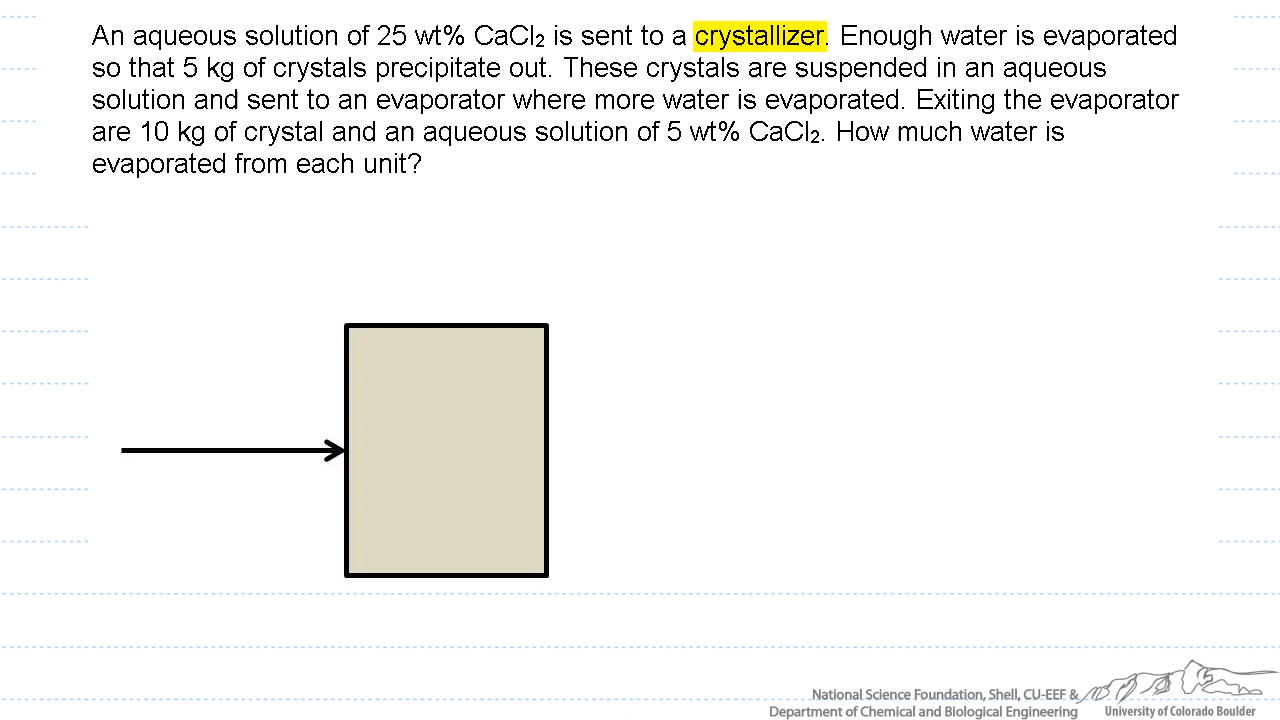 An aqueous solution of 25 wt% CaCl₂ is sent to a crystallizer. Enough water is evaporated
so that 5 kg of crystals precipitate out. These crystals are suspended in an aqueous
solution and sent to an evaporator where more water is evaporated. Exiting the evaporator
are 10 kg of crystal and an aqueous solution of 5 wt% CaCl₂. How much water is
evaporated from each unit?
National Science Foundation, Shell, CU-EEF &
Department of Chemical and Biological Engineering
University of Colorado Boulder